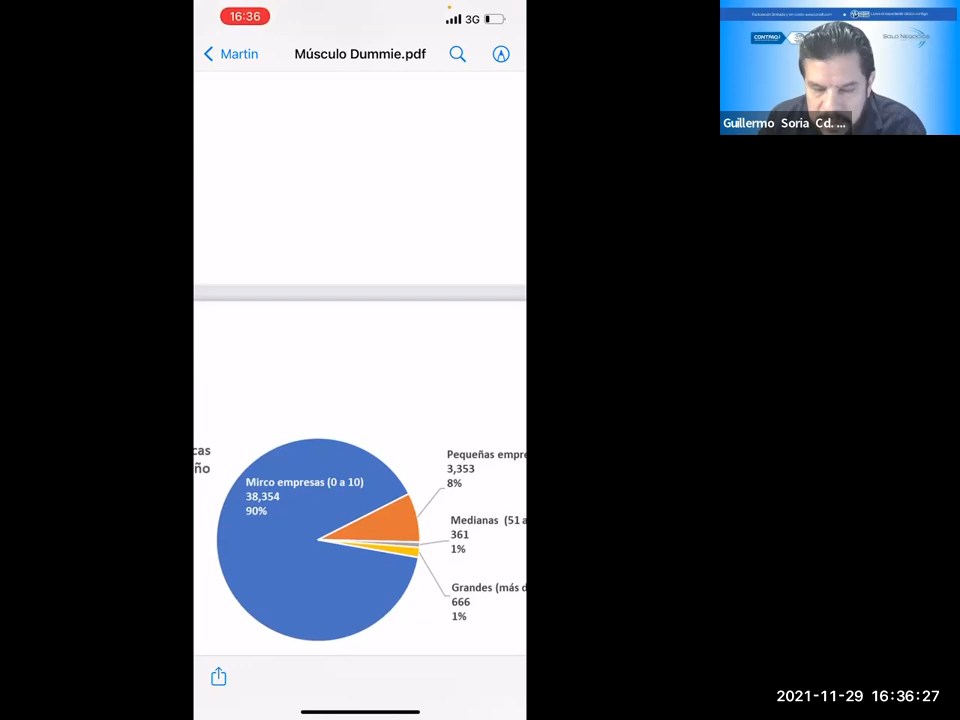 16:36
3G
Martin
Músculo Dummie.pdf
cas
ño
Mirco empresas (0 a 10)
38,354
90%
Pequeñas empre
3,353
8%
Medianas (51 a
361
1%
Grandes (más d
666
1%
CONTPAQi
SOLO NEGOCIOS
Guillermo Soria Cd. ...
2021-11-29 16:36:27